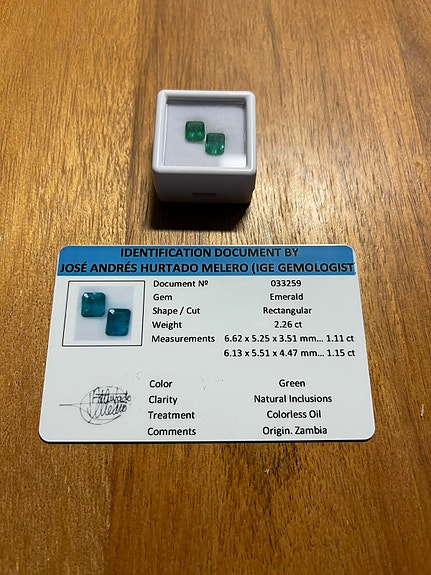 IDENTIFICATION DOCUMENT BY
JOSÉ ANDRÉS HURTADO MELERO (IGE GEMOLOGIST
Document Nº 033259
Gem Emerald
Shape / Cut Rectangular
Weight 2.26 ct
Measurements 6.62 x 5.25 x 3.51 mm... 1.11 ct
6.13 x 5.51 x 4.47 mm... 1.15 ct
Color Green
Clarity Natural Inclusions
Treatment Colorless Oil
Comments Origin. Zambia